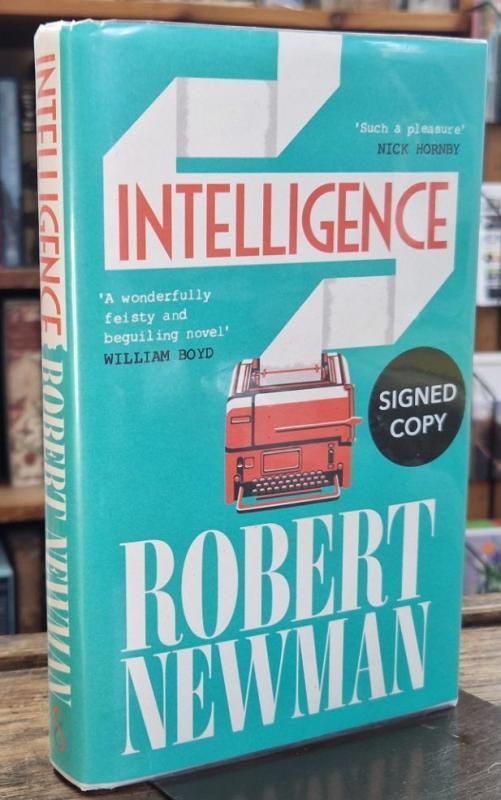 'Such a pleasure'
NICK HORNBY
INTELLIGENCE
'A wonderfully
feisty and
beguiling novel'
WILLIAM BOYD
SIGNED
COPY
ROBERT
NEWMAN
INTELLIGENCE ROBERT NEWMAN